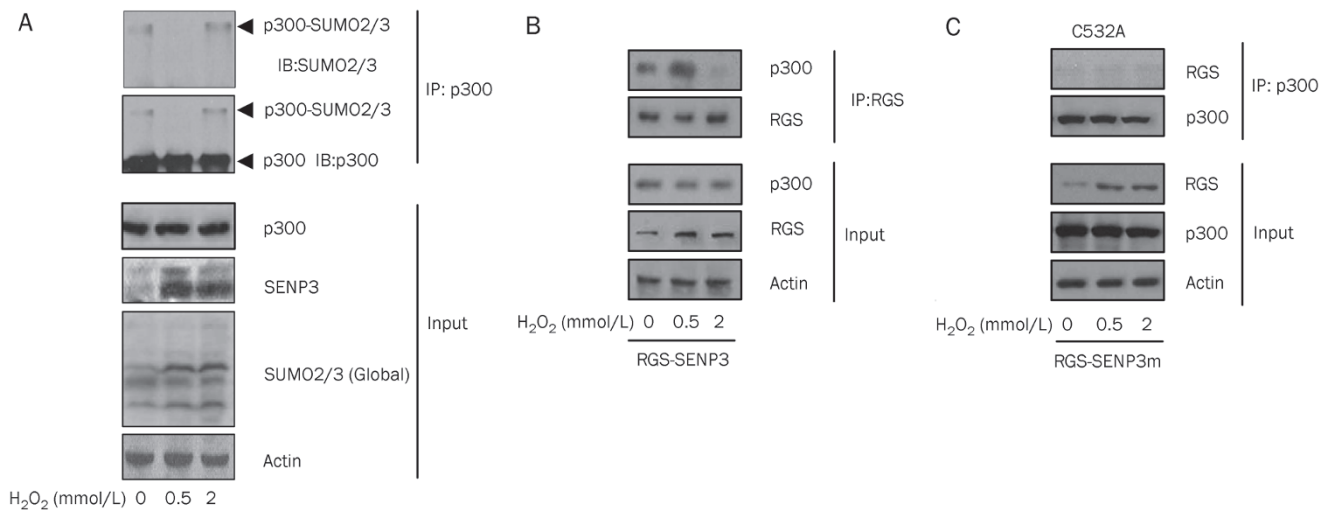 A
p300-SUMO2/3
IB:SUMO2/3
p300-SUMO2/3
p300 IB:p300
IP: p300
p300
SENP3
SUMO2/3 (Global)
Actin
Input
H₂O₂ (mmol/L) 0 0.5 2
B
p300
RGS
IP:RGS
p300
RGS
Actin
Input
H₂O₂ (mmol/L) 0 0.5 2
RGS-SENP3
C
C532A
RGS
p300
IP: p300
RGS
p300
Actin
Input
H₂O₂ (mmol/L) 0 0.5 2
RGS-SENP3m